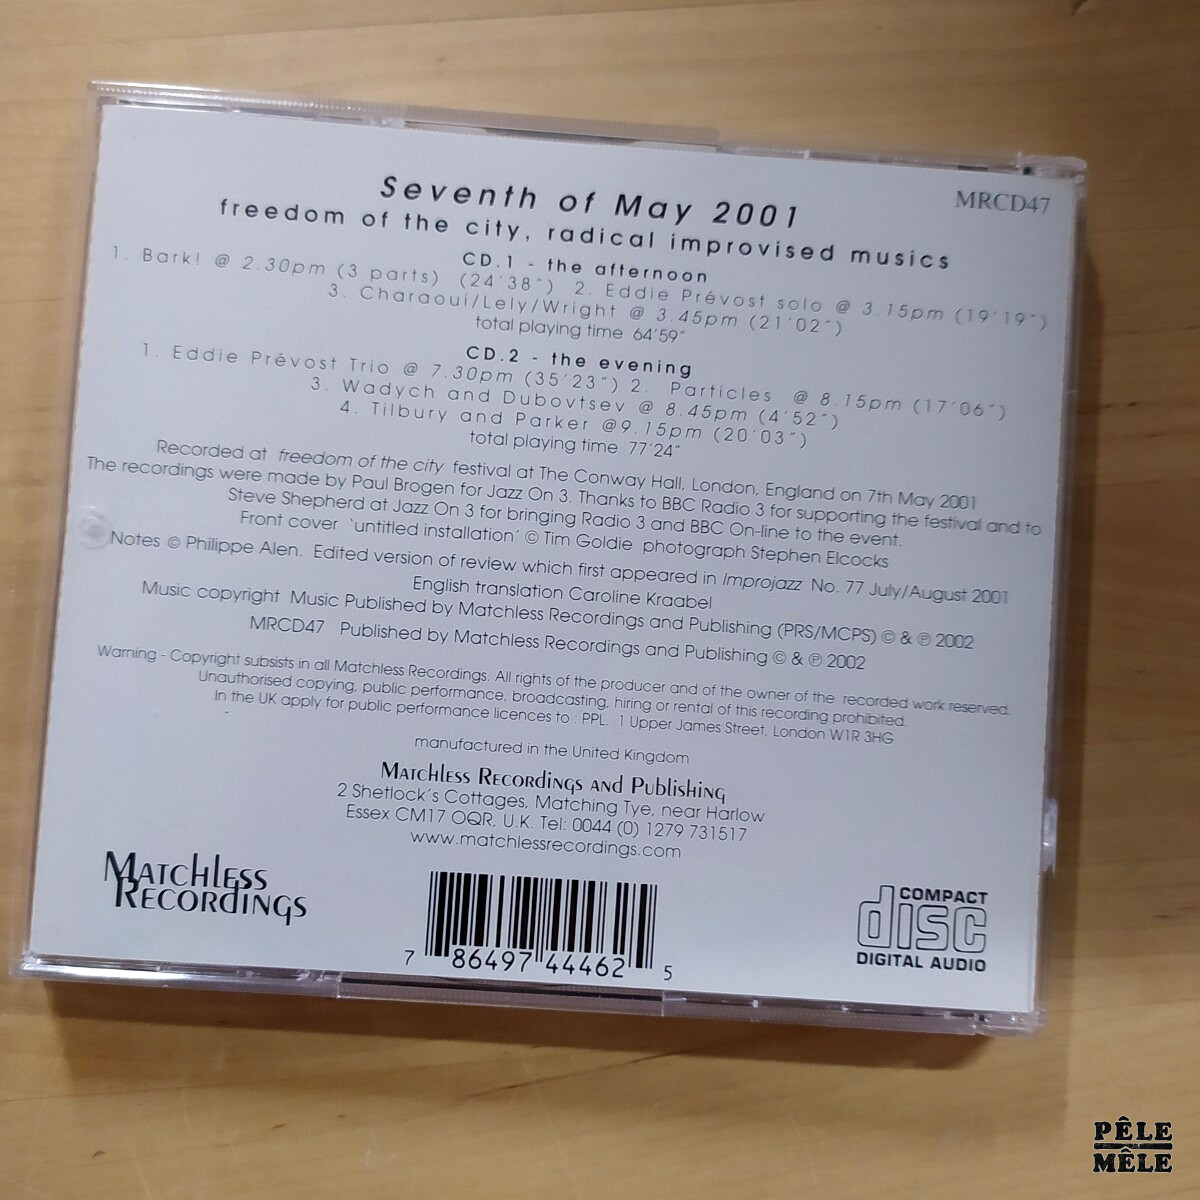 Seventh of May 2001
MRCD47
freedom of the city, radical improvised musics
CD.1 - the afternoon
1. Bark! @ 2.30pm (3 parts) (24'38") 2. Eddie Prévost solo @ 3.15pm (19'19")
3. Charaoui/Lely/Wright @ 3.45pm (21'02")
total playing time 64'59"
CD.2 - the evening
1. Eddie Prévost Trio @ 7.30pm (35'23") 2. Particles @ 8.15pm (17'06")
3. Wadych and Dubovtsev @ 8.45pm (4'52")
4. Tilbury and Parker @9.15pm (20'03")
total playing time 77'24"
Recorded at freedom of the city festival at The Conway Hall, London, England on 7th May 2001
The recordings were made by Paul Brogen for Jazz On 3. Thanks to BBC Radio 3 for supporting the festival and to
Steve Shepherd at Jazz On 3 for bringing Radio 3 and BBC On-line to the event.
Front cover 'untitled installation' © Tim Goldie photograph Stephen Elcocks
Notes © Philippe Alen. Edited version of review which first appeared in Improjazz No. 77 July/August 2001
English translation Caroline Kraabel
Music copyright Music Published by Matchless Recordings and Publishing (PRS/MCPS) © & ℗ 2002
MRCD47 Published by Matchless Recordings and Publishing © & ℗ 2002
Warning - Copyright subsists in all Matchless Recordings. All rights of the producer and of the owner of the recorded work reserved.
Unauthorised copying, public performance, broadcasting, hiring or rental of this recording prohibited.
In the UK apply for public performance licences to : PPL. 1 Upper James Street, London W1R 3HG
manufactured in the United Kingdom
Matchless Recordings and Publishing
2 Shetlock's Cottages, Matching Tye, near Harlow
Essex CM17 OQR, U.K. Tel: 0044 (0) 1279 731517
www.matchlessrecordings.com
Matchless
Recordings
7 86497 44462 5
COMPACT
disc
DIGITAL AUDIO
PÊLE
MÊLE